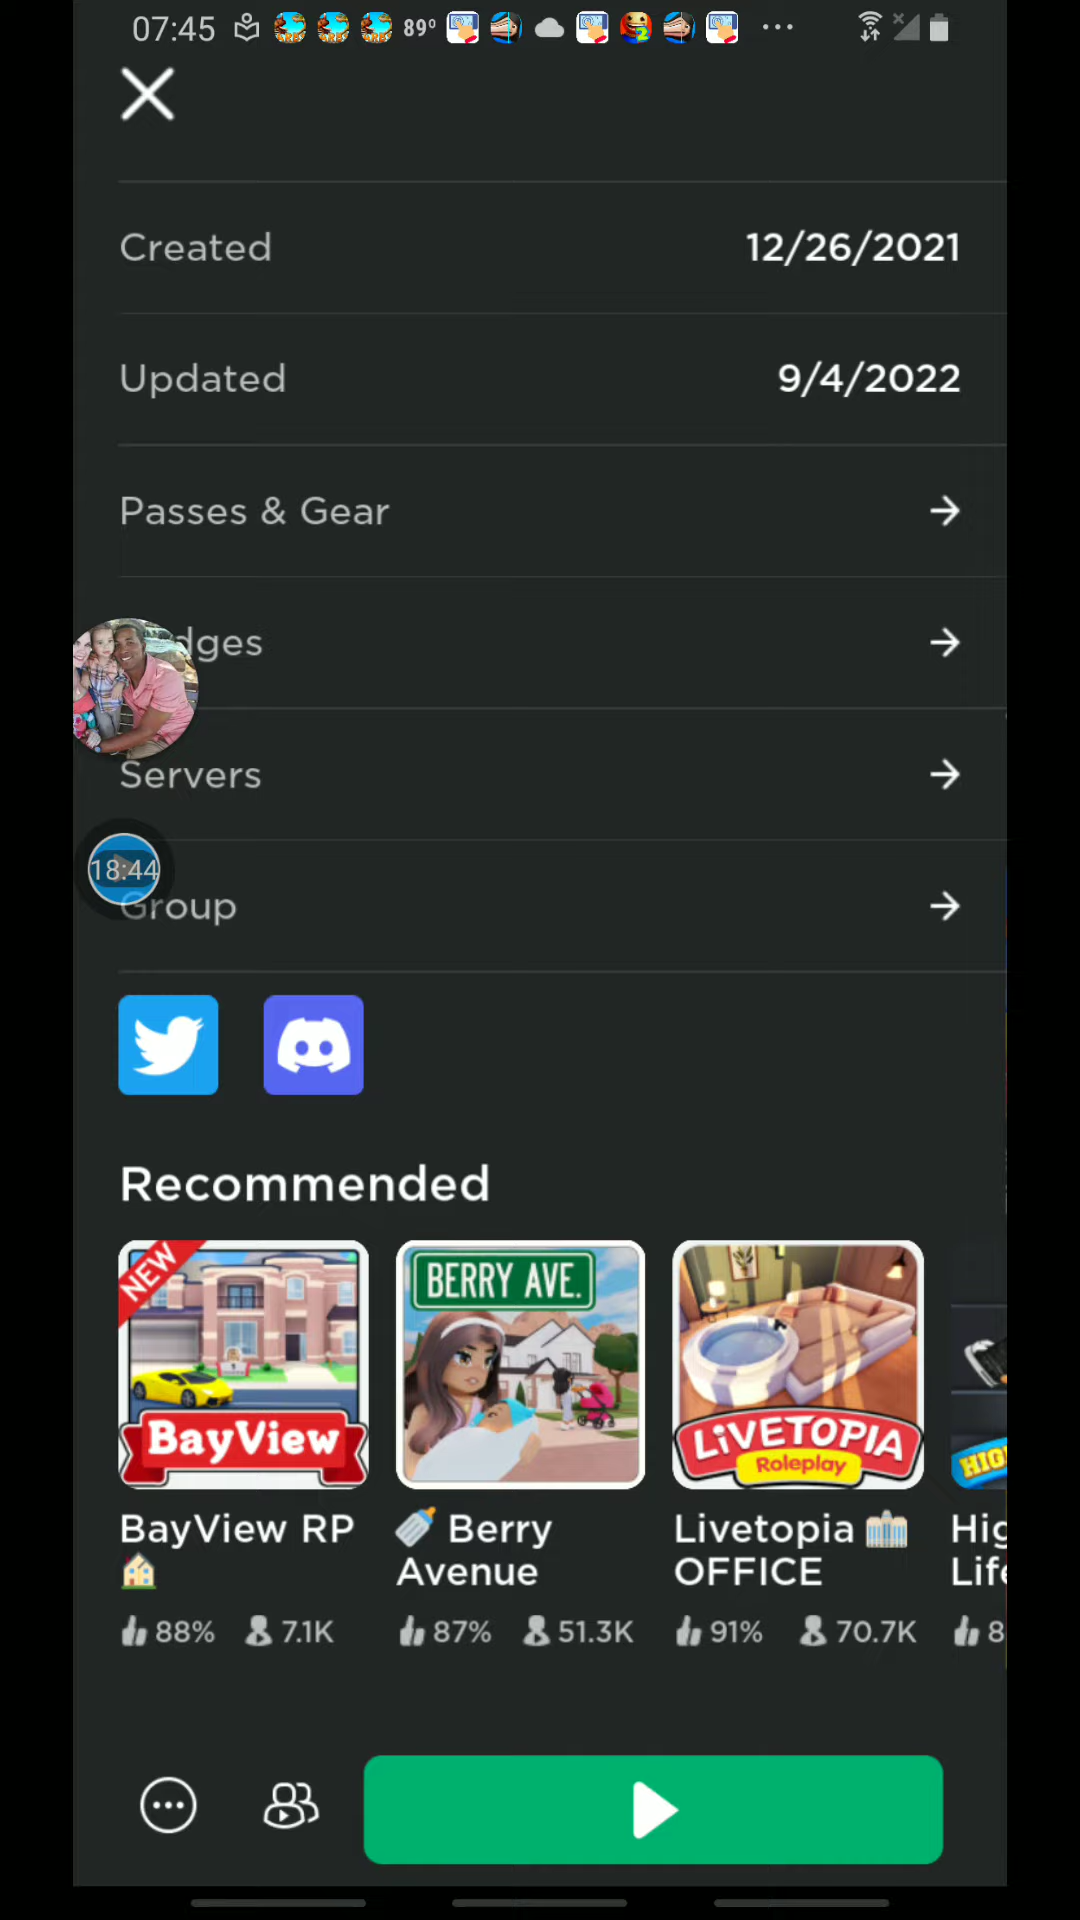 07:45
89°
Created
12/26/2021
Updated
9/4/2022
Passes & Gear
dges
Servers
18:44
Group
Recommended
NEW
BayView
BERRY AVE.
LIVETOPIA
Roleplay
HIG
BayView RP
88% 7.1K
Berry
Avenue
87% 51.3K
Livetopia
OFFICE
91% 70.7K
Hig
Life
8